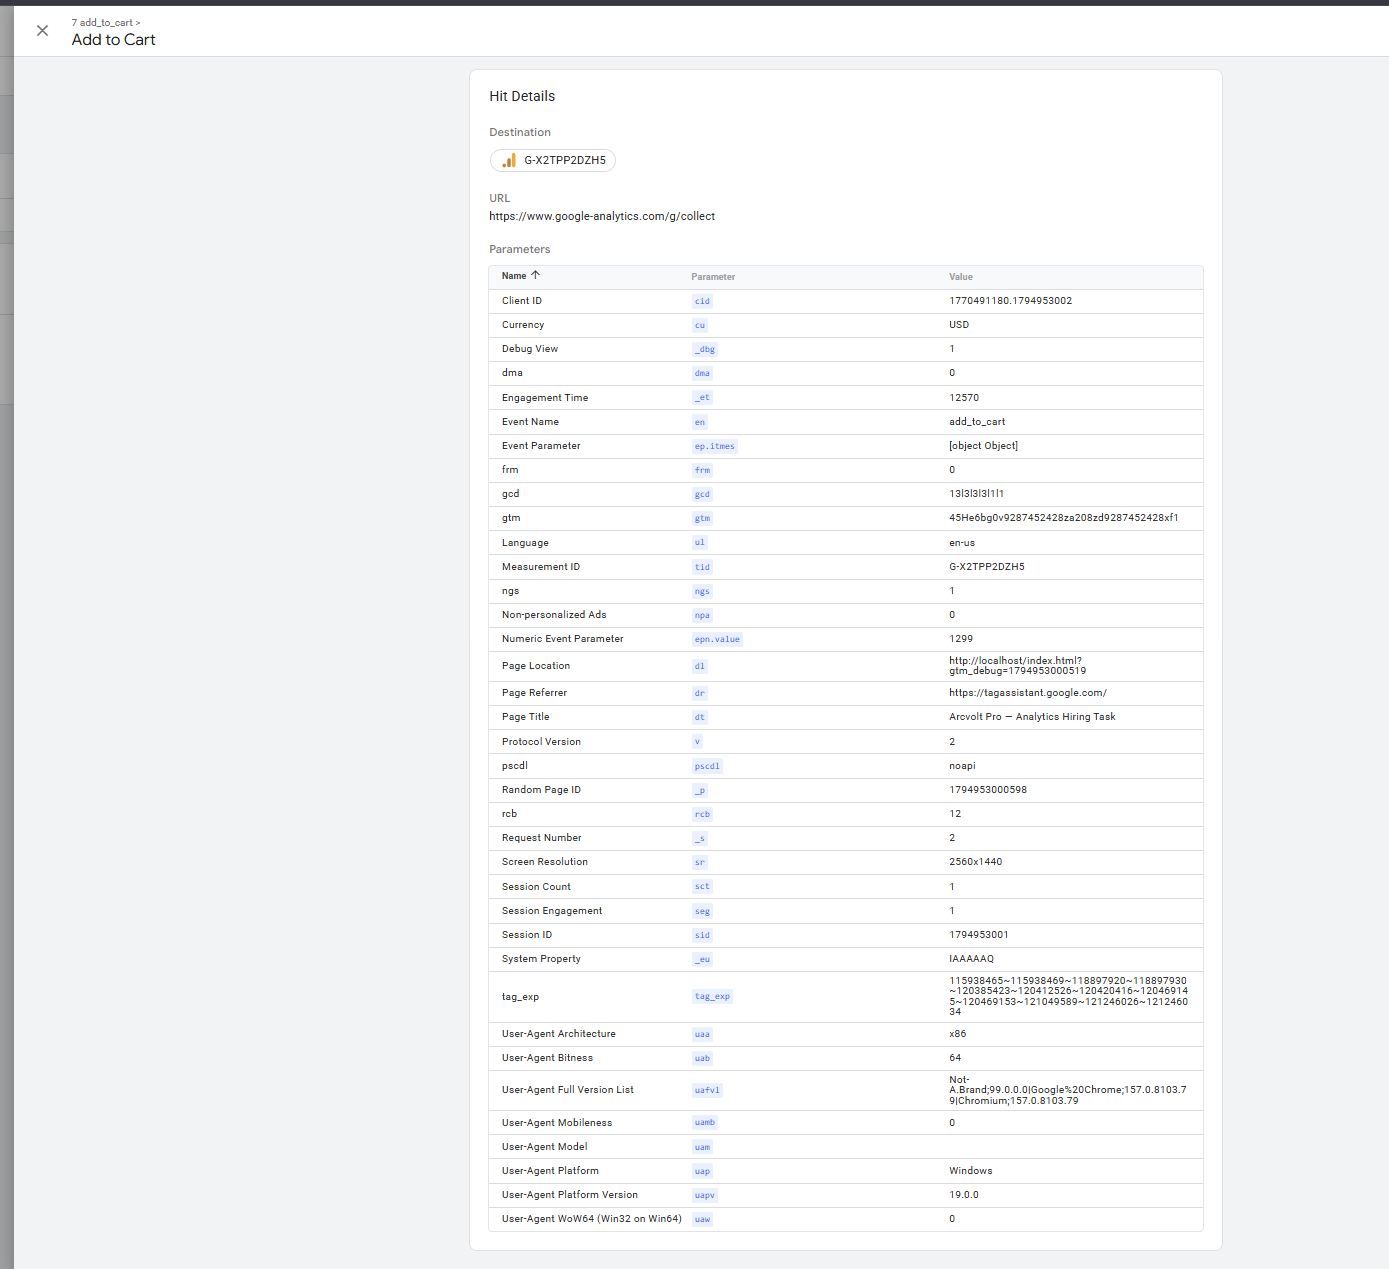 7 add_to_cart >
Add to Cart
Hit Details
Destination
G-X2TPP2DZH5
URL
https://www.google-analytics.com/g/collect
Parameters
Name Parameter Value
Client ID cid 1770491180.1794953002
Currency cu USD
Debug View _dbg 1
dma dma 0
Engagement Time _et 12570
Event Name en add_to_cart
Event Parameter ep.itmes [object Object]
frm frm 0
gcd gcd 13l3l3l3l1l1
gtm gtm 45He6bg0v9287452428za208zd9287452428xf1
Language ul en-us
Measurement ID tid G-X2TPP2DZH5
ngs ngs 1
Non-personalized Ads npa 0
Numeric Event Parameter epn.value 1299
Page Location dl http://localhost/index.html?
gtm_debug=1794953000519
Page Referrer dr https://tagassistant.google.com/
Page Title dt Arcvolt Pro — Analytics Hiring Task
Protocol Version v 2
pscdl pscdl noapi
Random Page ID _p 1794953000598
rcb rcb 12
Request Number _s 2
Screen Resolution sr 2560x1440
Session Count sct 1
Session Engagement seg 1
Session ID sid 1794953001
System Property _eu IAAAAAQ
tag_exp tag_exp 115938465~115938469~118897920~118897930
~120385423~120412526~120420416~12046914
5~120469153~121049589~121246026~1212460
34
User-Agent Architecture uaa x86
User-Agent Bitness uab 64
User-Agent Full Version List uafvl Not-
A.Brand;99.0.0.0|Google%20Chrome;157.0.8103.7
9|Chromium;157.0.8103.79
User-Agent Mobileness uamb 0
User-Agent Model uam
User-Agent Platform uap Windows
User-Agent Platform Version uapv 19.0.0
User-Agent WoW64 (Win32 on Win64) uaw 0